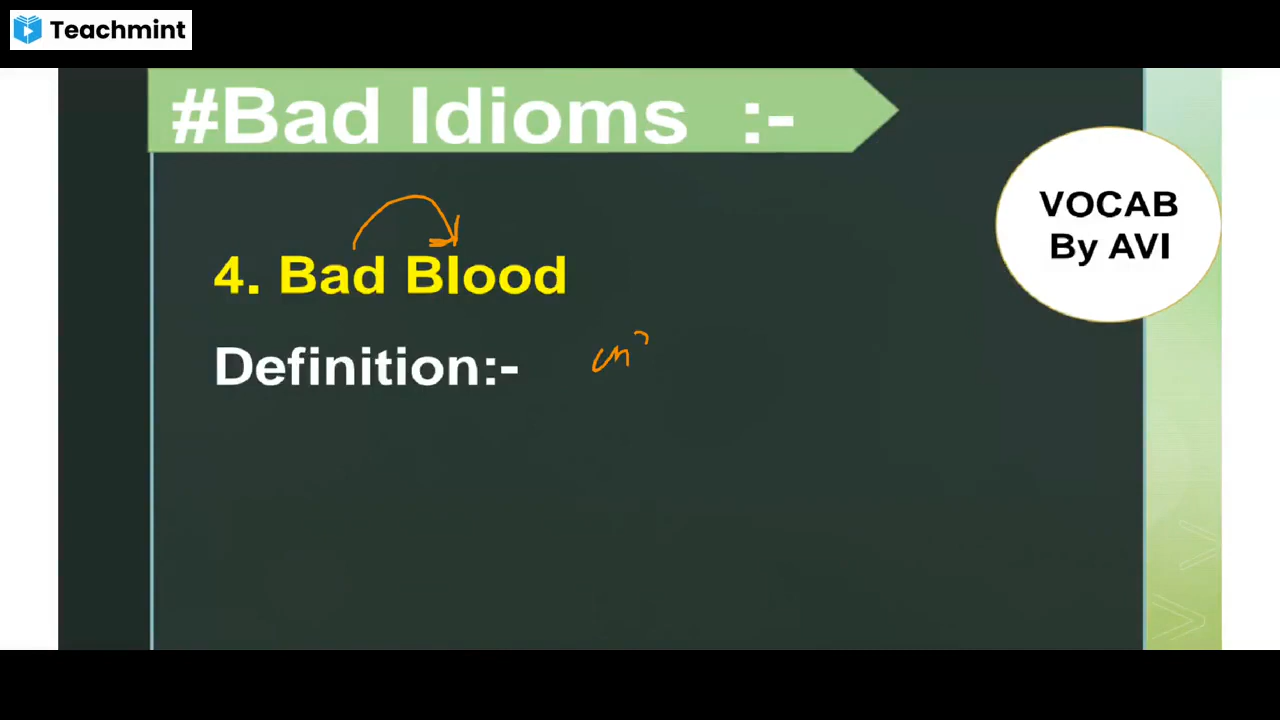 Teachmint
#Bad Idioms :-
VOCAB
By AVI
4. Bad Blood
Definition:-